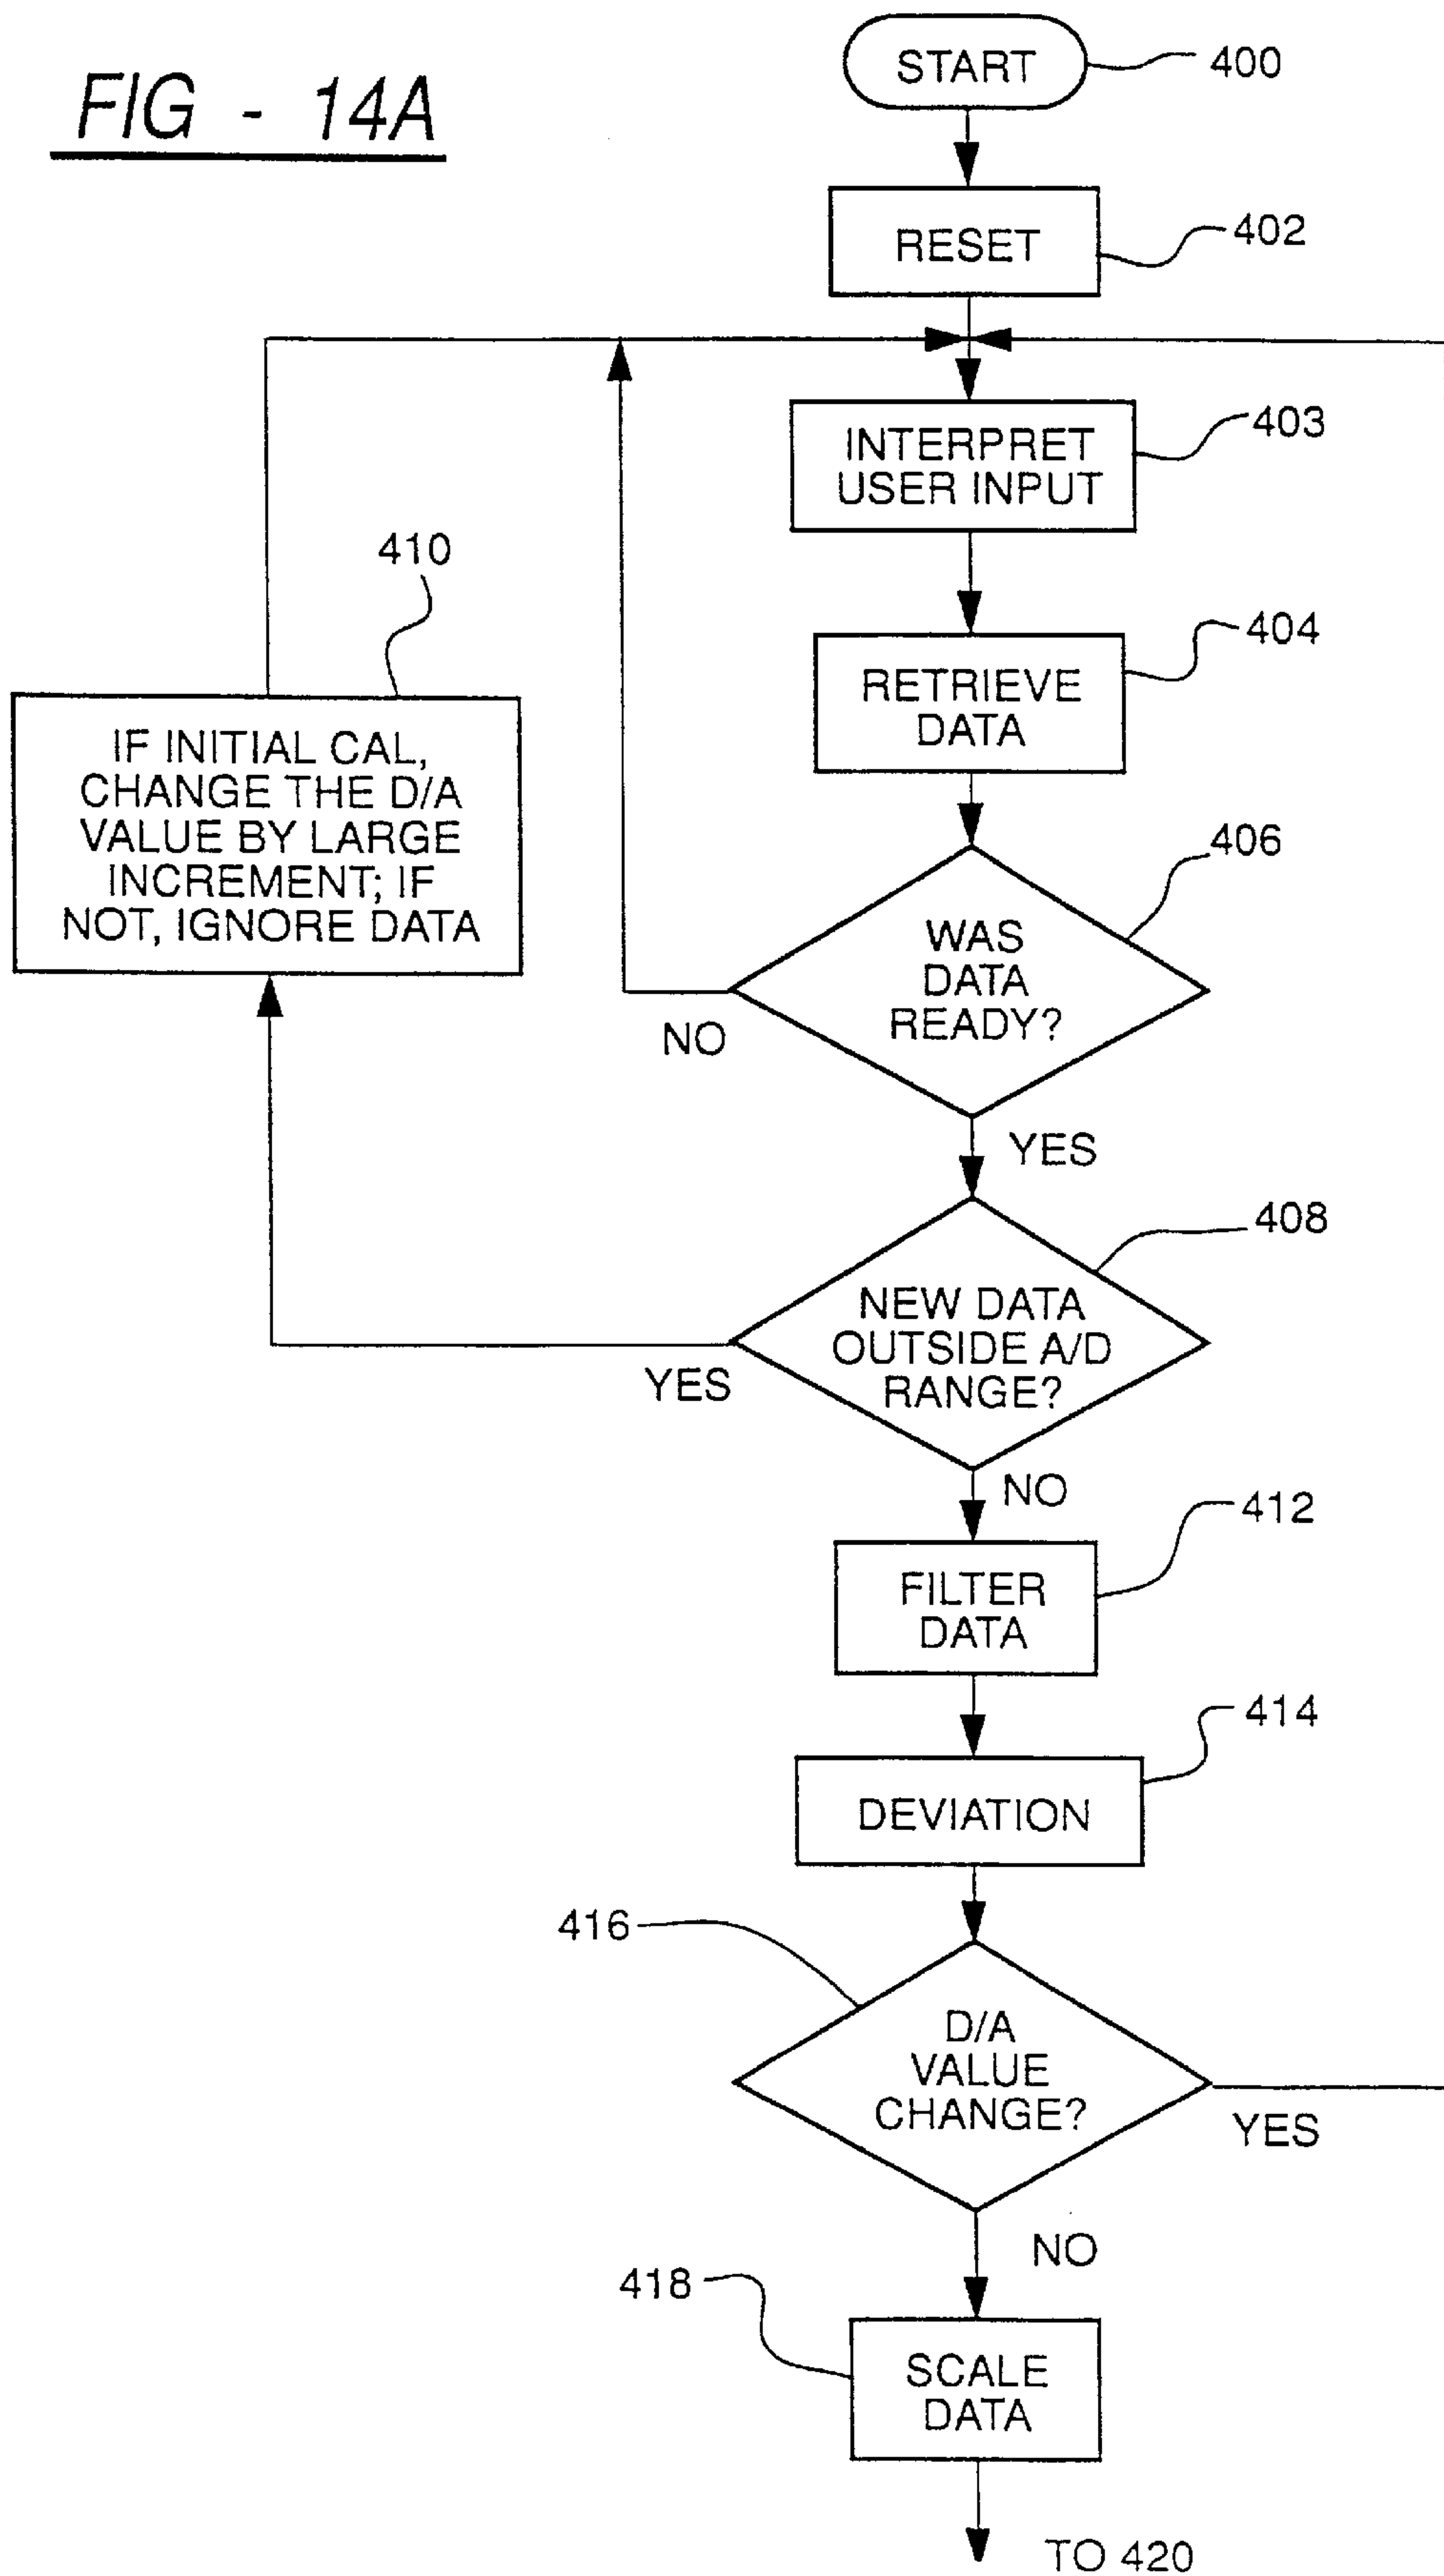 FIG - 14A
START
400
RESET
402
INTERPRET
USER INPUT
403
RETRIEVE
DATA
404
410
IF INITIAL CAL,
CHANGE THE D/A
VALUE BY LARGE
INCREMENT; IF
NOT, IGNORE DATA
WAS
DATA
READY?
406
NO
YES
NEW DATA
OUTSIDE A/D
RANGE?
408
YES
NO
FILTER
DATA
412
DEVIATION
414
416
D/A
VALUE
CHANGE?
YES
NO
418
SCALE
DATA
TO 420